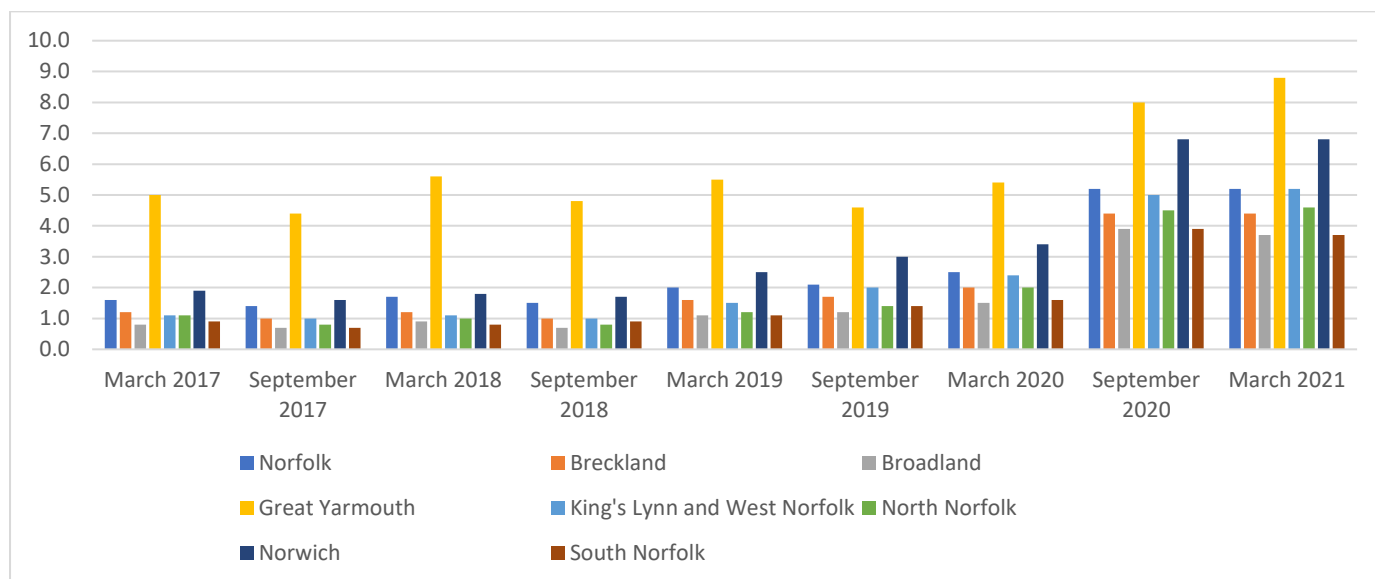 10.0
9.0
8.0
7.0
6.0
5.0
4.0
3.0
2.0
1.0
0.0
March 2017
September 2017
March 2018
September 2018
March 2019
September 2019
March 2020
September 2020
March 2021
Norfolk
Breckland
Broadland
Great Yarmouth
King's Lynn and West Norfolk
North Norfolk
Norwich
South Norfolk